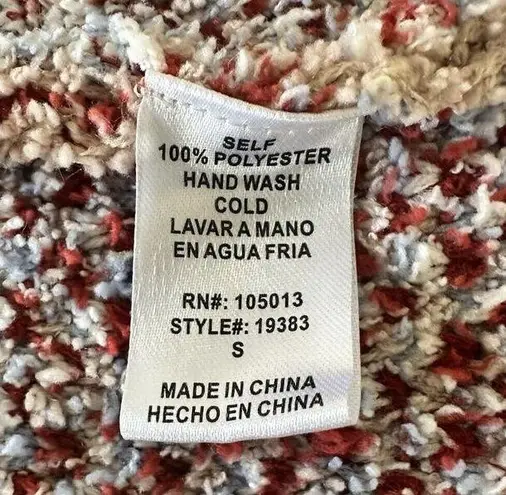 SELF
100% POLYESTER
HAND WASH
COLD
LAVAR A MANO
EN AGUA FRIA
RN#: 105013
STYLE#: 19383
S
MADE IN CHINA
HECHO EN CHINA